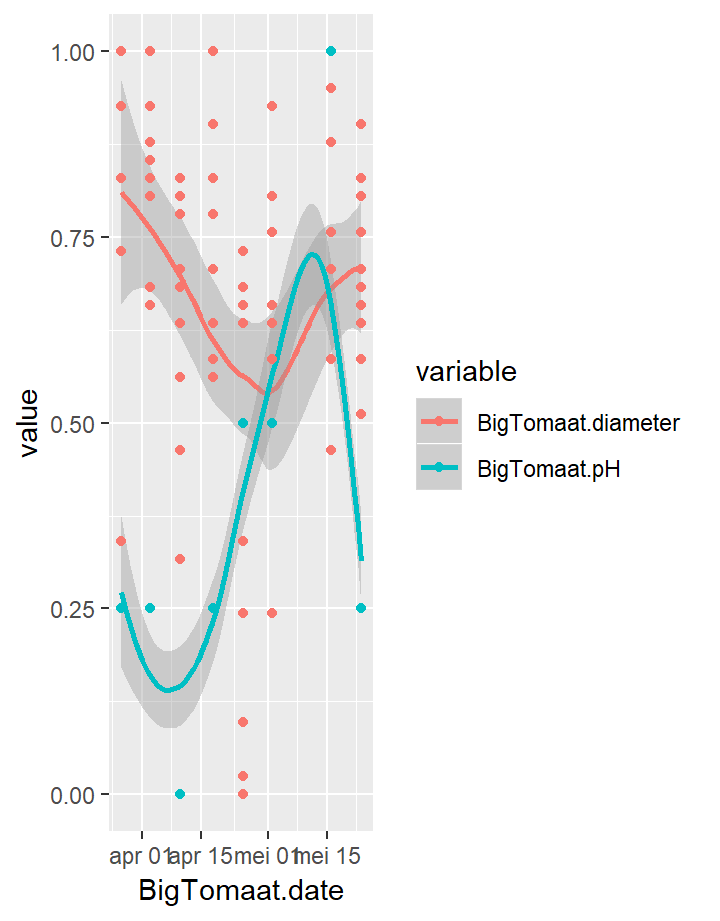 1.00
0.75
0.50
0.25
0.00
value
apr 01
apr 15
mei 01
mei 15
BigTomaat.date
variable
BigTomaat.diameter
BigTomaat.pH